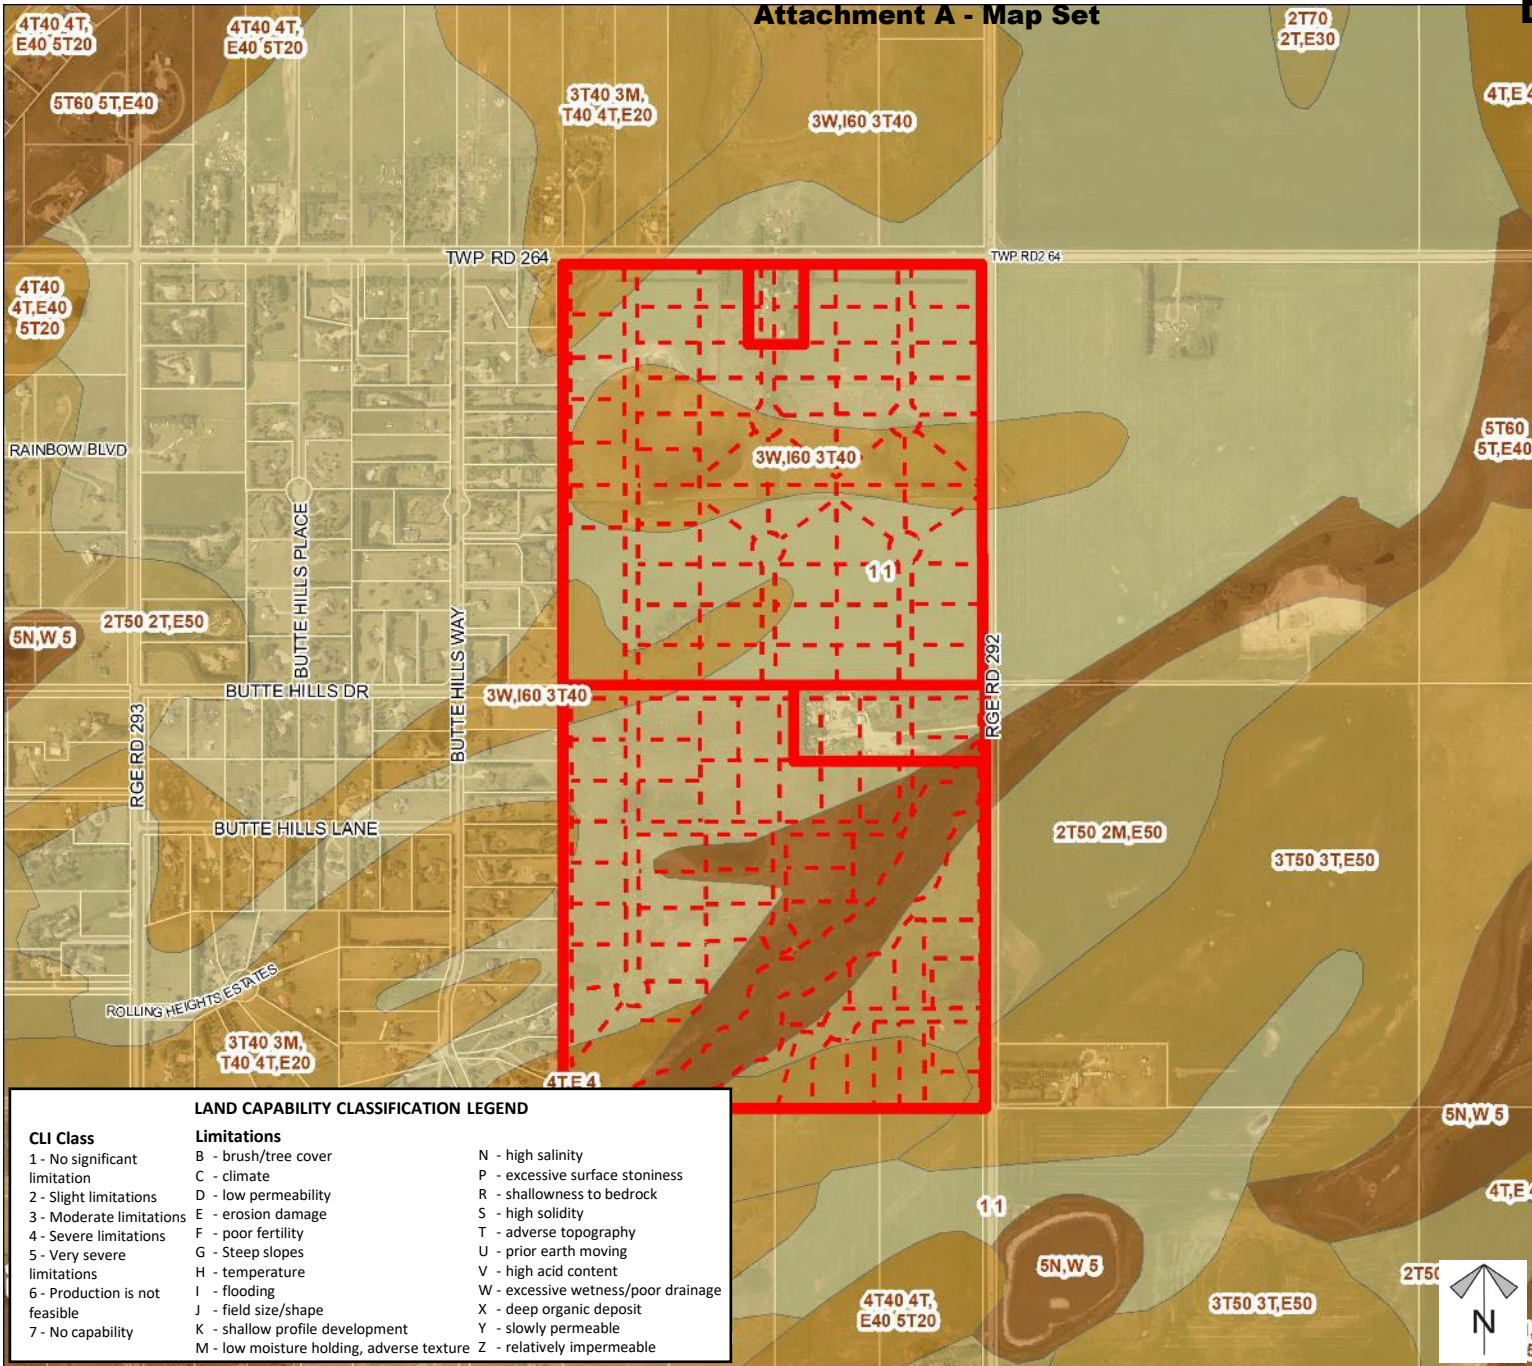 Attachment A - Map Set
4T40 4T,
E40 5T20
4T40 4T,
E40 5T20
2T70
2T,E30
5T60 5T,E40
3T40 3M,
T40 4T,E20
3W,I60 3T40
4T,E 4
TWP RD 264
TWP RD2 64
4T40
4T,E40
5T20
RAINBOW BLVD
3W,I60 3T40
5T60
5T,E40
BUTTE HILLS PLACE
1 1
2T50 2T,E50
5N,W 5
BUTTE HILLS WAY
RGE RD 292
BUTTE HILLS DR
3W,I60 3T40
RGE RD 293
BUTTE HILLS LANE
2T50 2M,E50
3T50 3T,E50
ROLLING HEIGHTS ESTATES
3T40 3M,
T40 4T,E20
4T,E 4
5N,W 5
4T,E
1 1
5N,W 5
2T50
4T40 4T,
E40 5T20
3T50 3T,E50
N
LAND CAPABILITY CLASSIFICATION LEGEND
CLI Class
1 - No significant
limitation
2 - Slight limitations
3 - Moderate limitations
4 - Severe limitations
5 - Very severe
limitations
6 - Production is not
feasible
7 - No capability
Limitations
B - brush/tree cover
C - climate
D - low permeability
E - erosion damage
F - poor fertility
G - Steep slopes
H - temperature
I - flooding
J - field size/shape
K - shallow profile development
M - low moisture holding, adverse texture
N - high salinity
P - excessive surface stoniness
R - shallowness to bedrock
S - high solidity
T - adverse topography
U - prior earth moving
V - high acid content
W - excessive wetness/poor drainage
X - deep organic deposit
Y - slowly permeable
Z - relatively impermeable